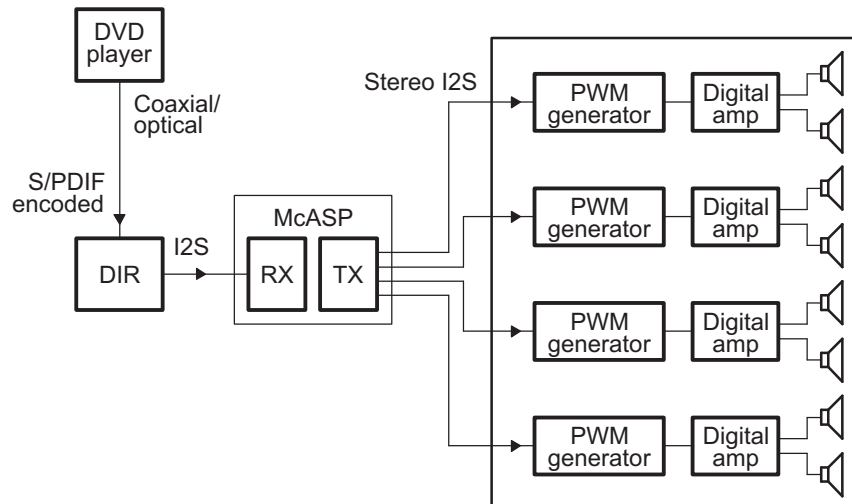 DVD
player
Coaxial/
optical
S/PDIF
encoded
DIR
I2S
McASP
RX
TX
Stereo I2S
PWM
generator
Digital
amp
PWM
generator
Digital
amp
PWM
generator
Digital
amp
PWM
generator
Digital
amp